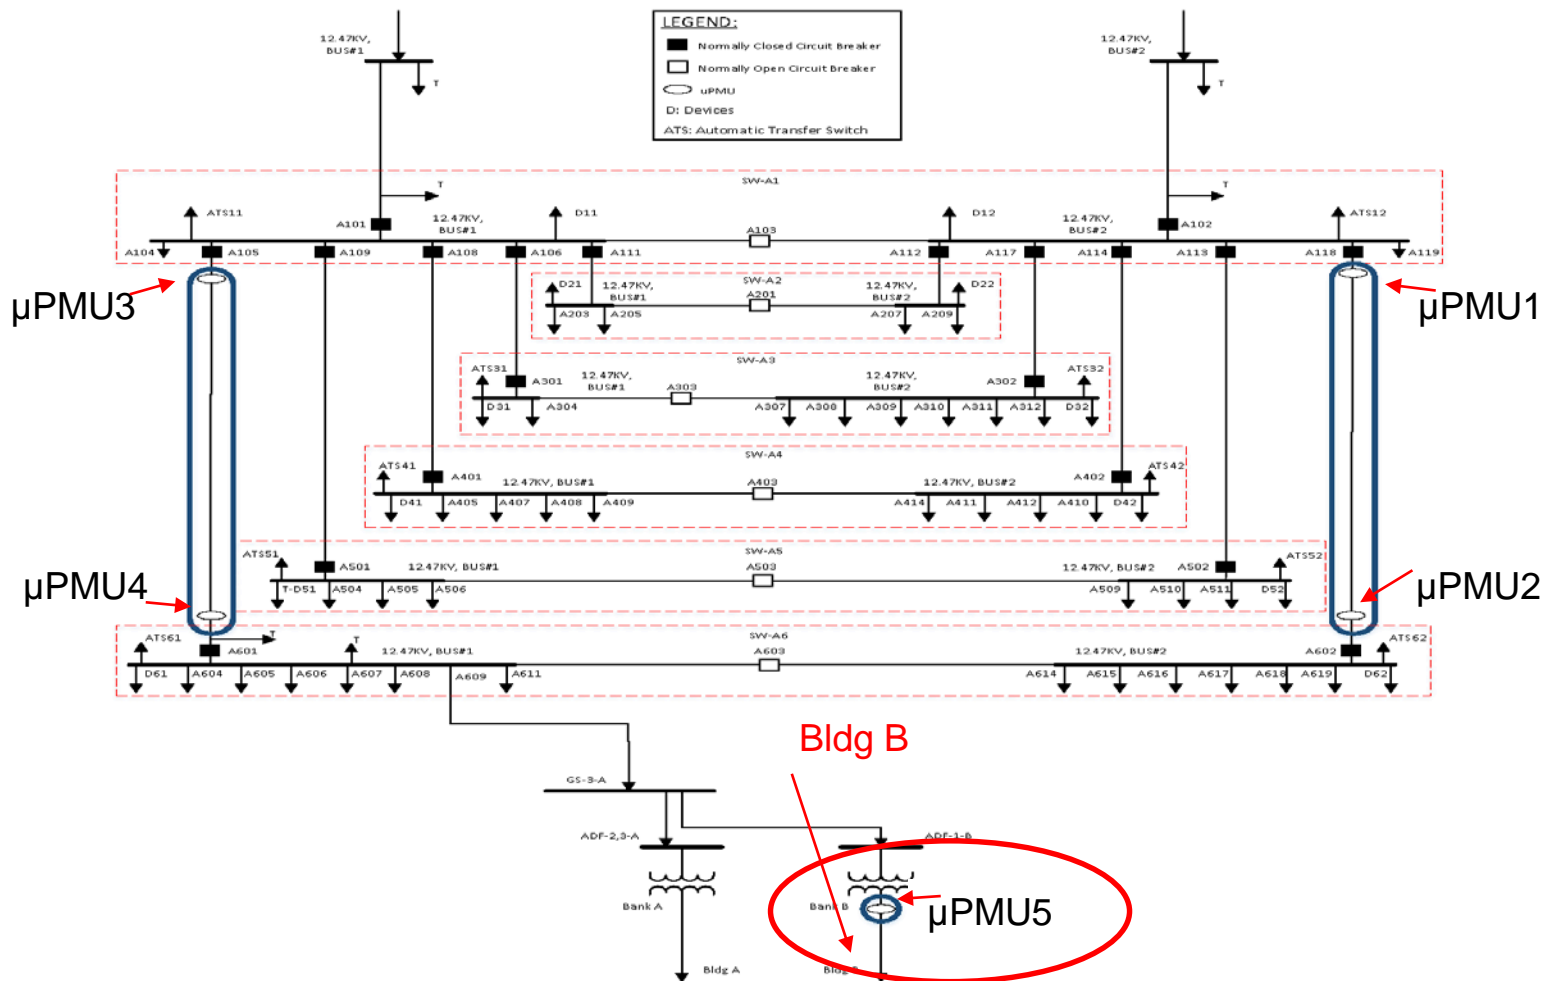 LEGEND:
Normally Closed Circuit Breaker
Normally Open Circuit Breaker
uPMU
D: Devices
ATS: Automatic Transfer Switch
12.47KV,
BUS#1
T
12.47KV,
BUS#2
T
SW-A1
T
T
ATS11
A101
12.47KV,
BUS#1
D11
A103
D12
12.47KV,
BUS#2
A102
ATS12
A104
A105
A109
A108
A106
A111
A112
A117
A114
A113
A118
A119
µPMU3
µPMU1
SW-A2
D21
12.47KV,
BUS#1
A201
12.47KV,
BUS#2
D22
A203
A205
A207
A209
SW-A3
ATS31
A301
12.47KV,
BUS#1
A303
12.47KV,
BUS#2
A302
ATS32
D31
A304
A307
A308
A309
A310
A311
A312
D32
SW-A4
ATS41
A401
12.47KV, BUS#1
A403
12.47KV, BUS#2
A402
ATS42
D41
A405
A407
A408
A409
A414
A411
A412
A410
D42
SW-A5
ATS51
A501
12.47KV, BUS#1
A503
12.47KV, BUS#2
A502
ATS52
T-D51
A504
A505
A506
A509
A510
A511
D52
µPMU4
µPMU2
SW-A6
ATS61
A601
T
T
12.47KV, BUS#1
A603
12.47KV, BUS#2
A602
ATS62
D61
A604
A605
A606
A607
A608
A609
A611
A614
A615
A616
A617
A618
A619
D62
Bldg B
GS-3-A
ADF-2,3-A
ADF-1-B
Bank A
Bank B
µPMU5
Bldg A
Bldg B